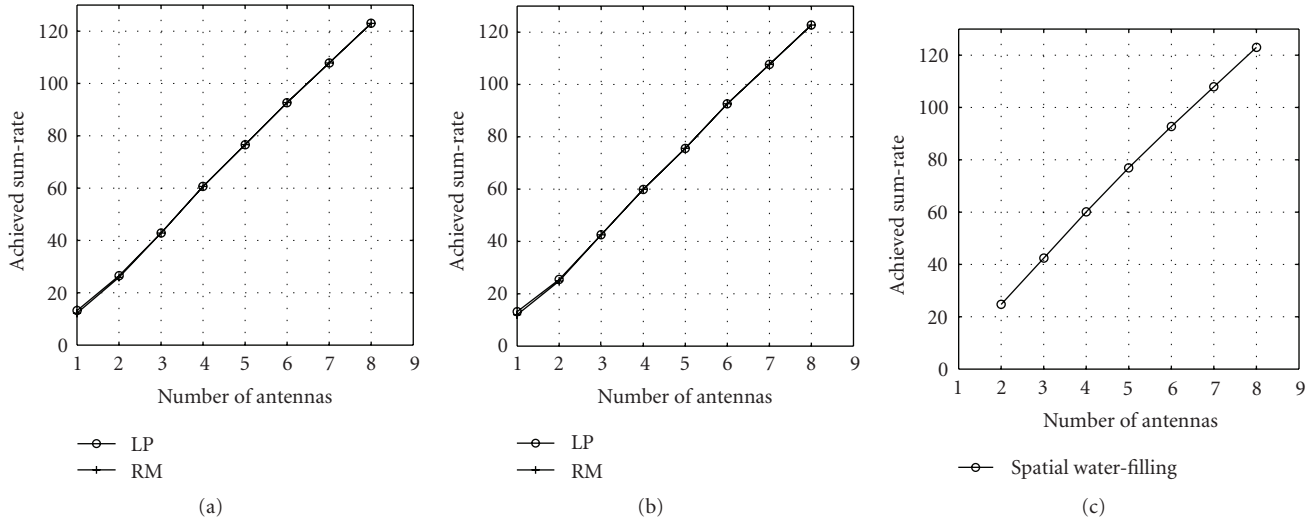 Achieved sum-rate
120
100
80
60
40
20
0
1 2 3 4 5 6 7 8 9
Number of antennas
LP
RM
(a)
Achieved sum-rate
120
100
80
60
40
20
0
1 2 3 4 5 6 7 8 9
Number of antennas
LP
RM
(b)
Achieved sum-rate
120
100
80
60
40
20
0
1 2 3 4 5 6 7 8 9
Number of antennas
Spatial water-filling
(c)